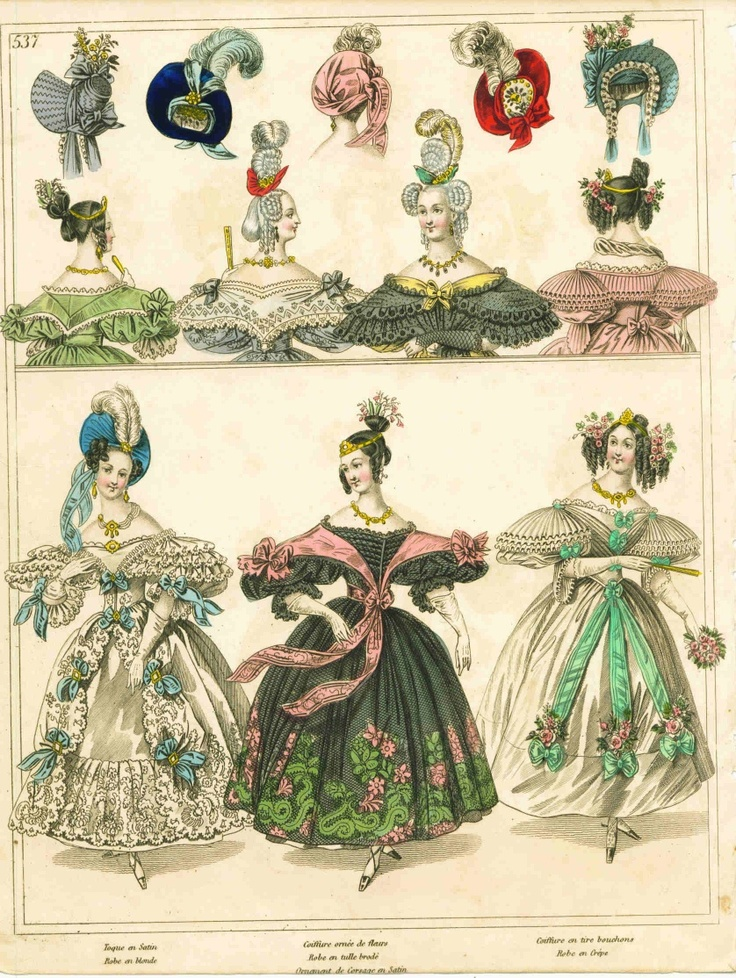 537
Toque en Satin
Robe en blonde
Coiffure ornée de fleurs
Robe en tulle brodé
Ornement de Corsage en Satin
Coiffure en tire bouchons
Robe en Crêpe